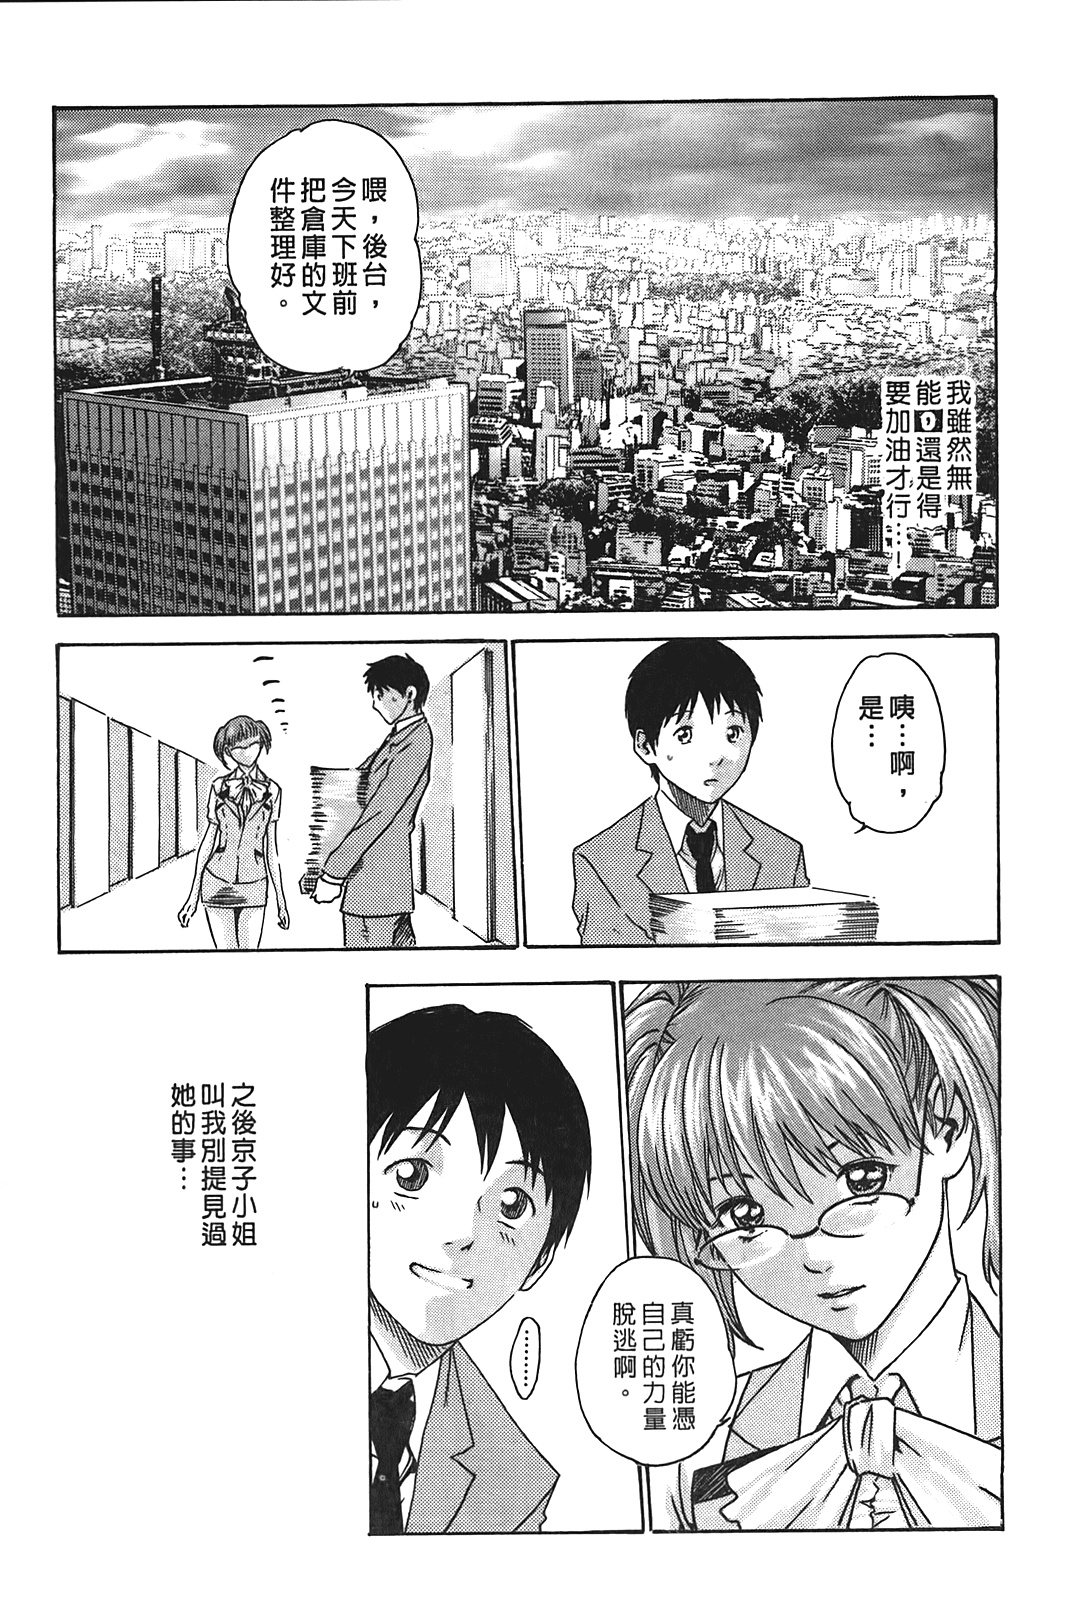 我雖然無
能，還是得
要加油才行……
喂，後台，
今天下班前
把倉庫的文
件整理好。
咦…啊，
是…
真虧你能憑
自己的力量
脫逃啊。
………
之後京子小姐
叫我別提見過
她的事…